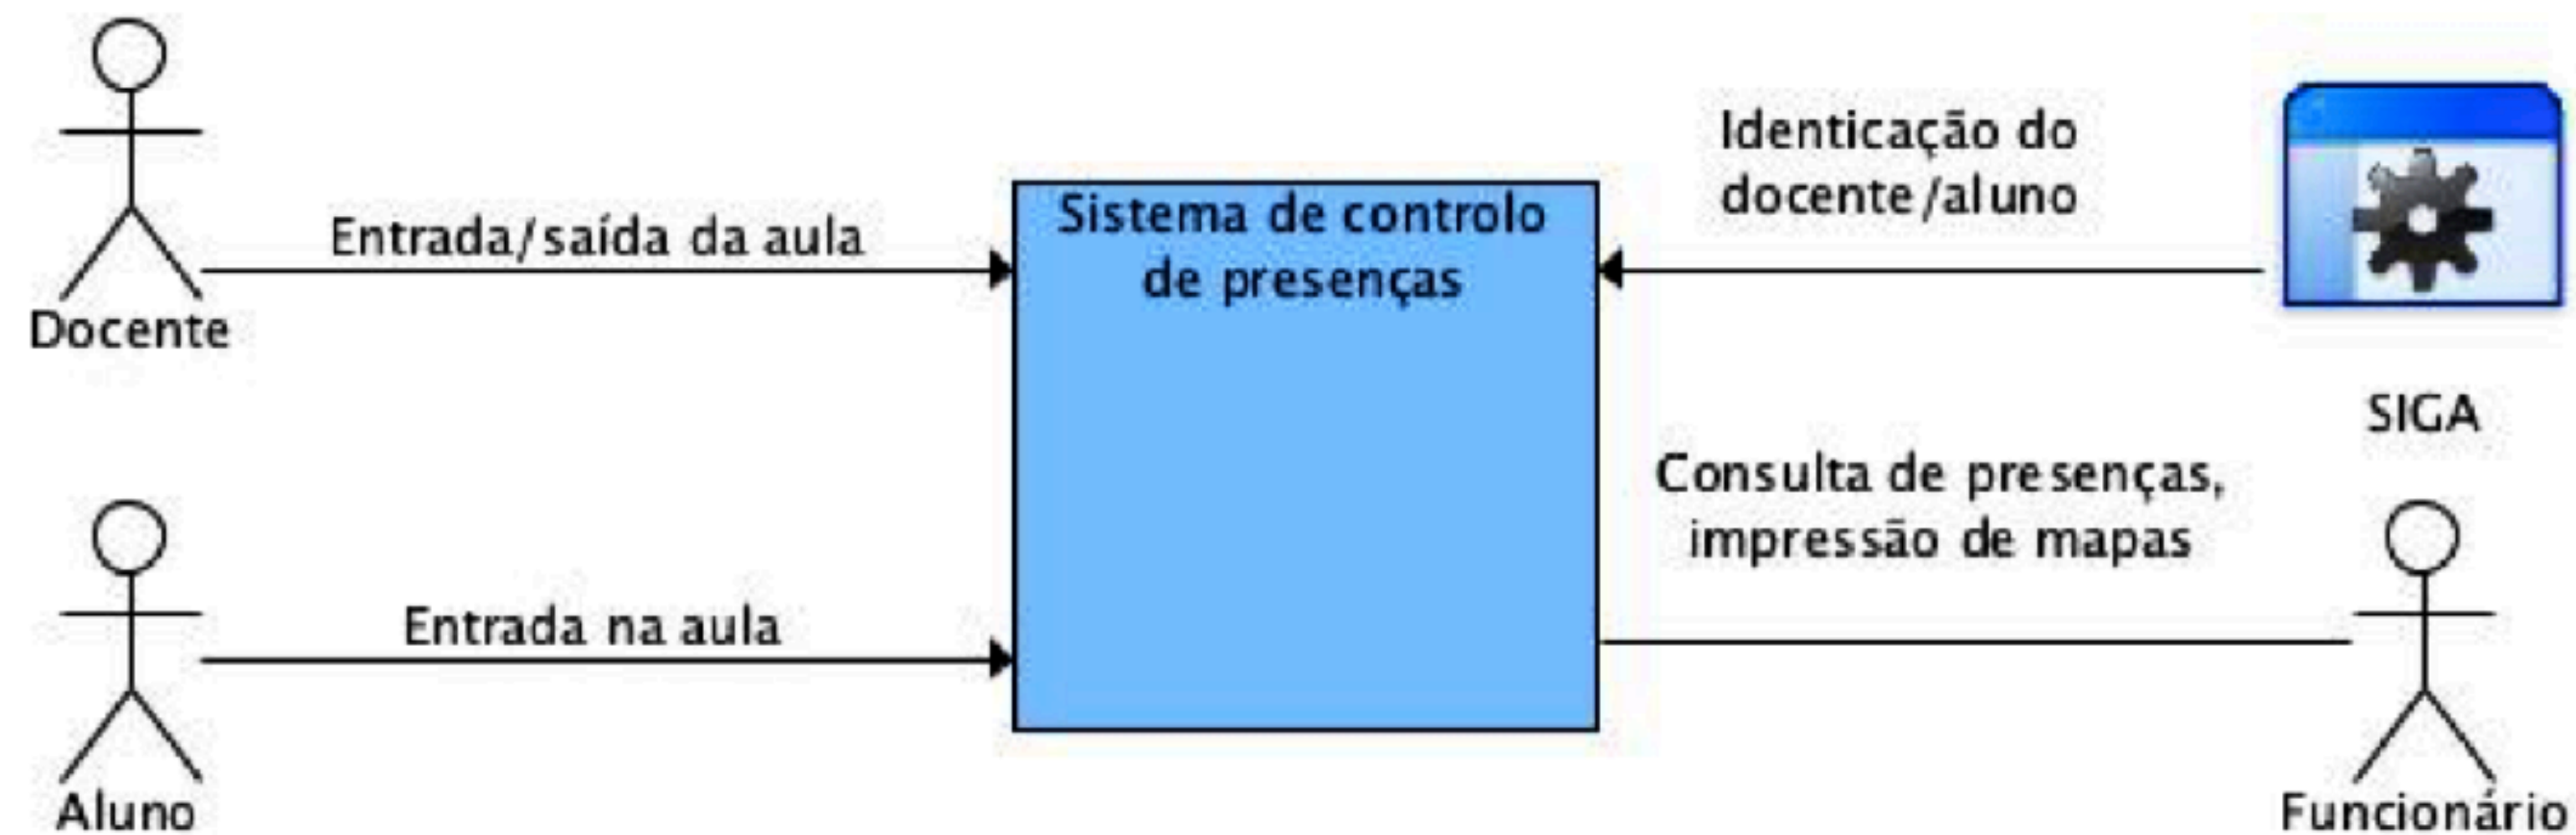 Docente
Entrada/saída da aula
Sistema de controlo
de presenças
Identicação do
docente/aluno
SIGA
Aluno
Entrada na aula
Consulta de presenças,
impressão de mapas
Funcionário